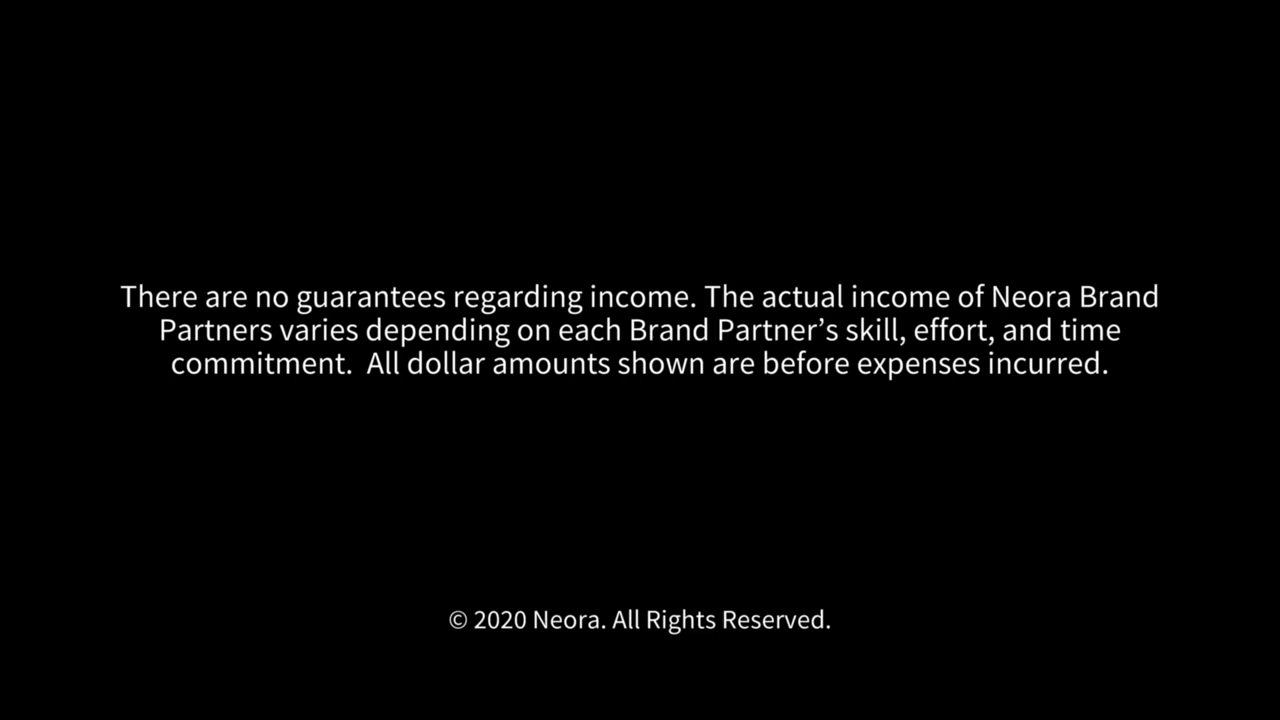 There are no guarantees regarding income. The actual income of Neora Brand
Partners varies depending on each Brand Partner’s skill, effort, and time
commitment.  All dollar amounts shown are before expenses incurred.
© 2020 Neora. All Rights Reserved.